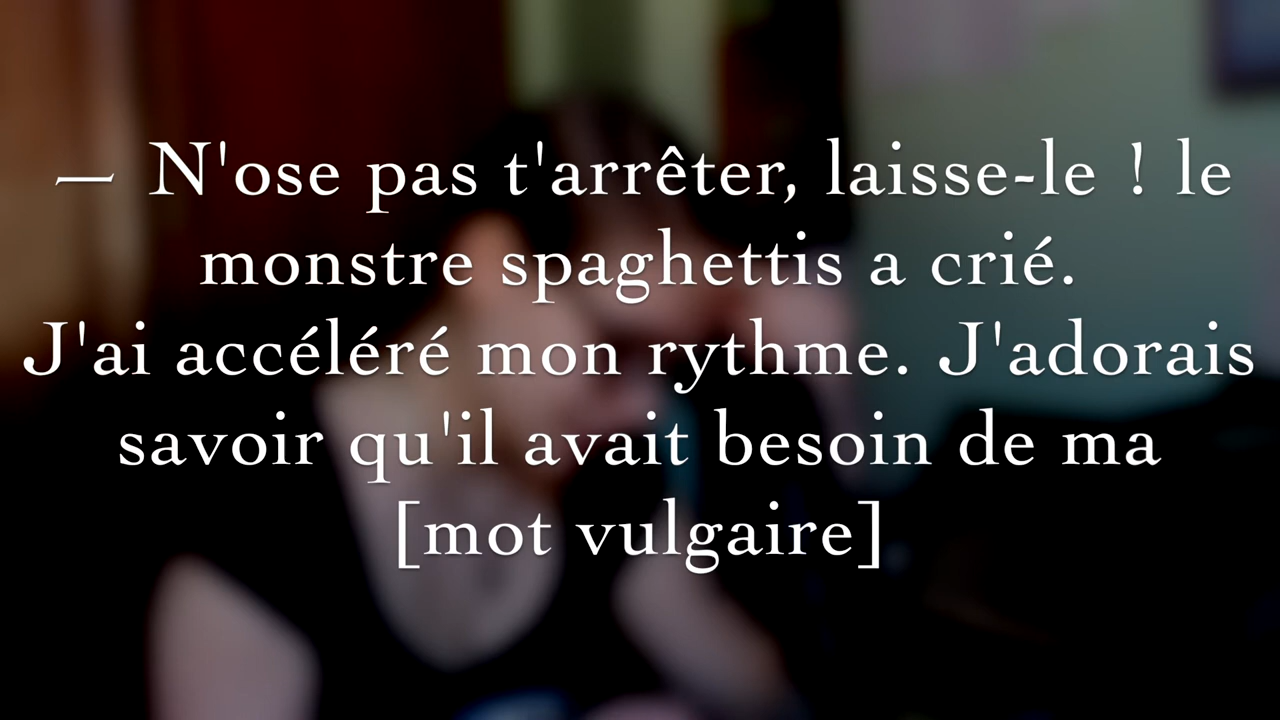 — N'ose pas t'arrêter, laisse-le ! le
monstre spaghettis a crié.
J'ai accéléré mon rythme. J'adorais
savoir qu'il avait besoin de ma
[mot vulgaire]